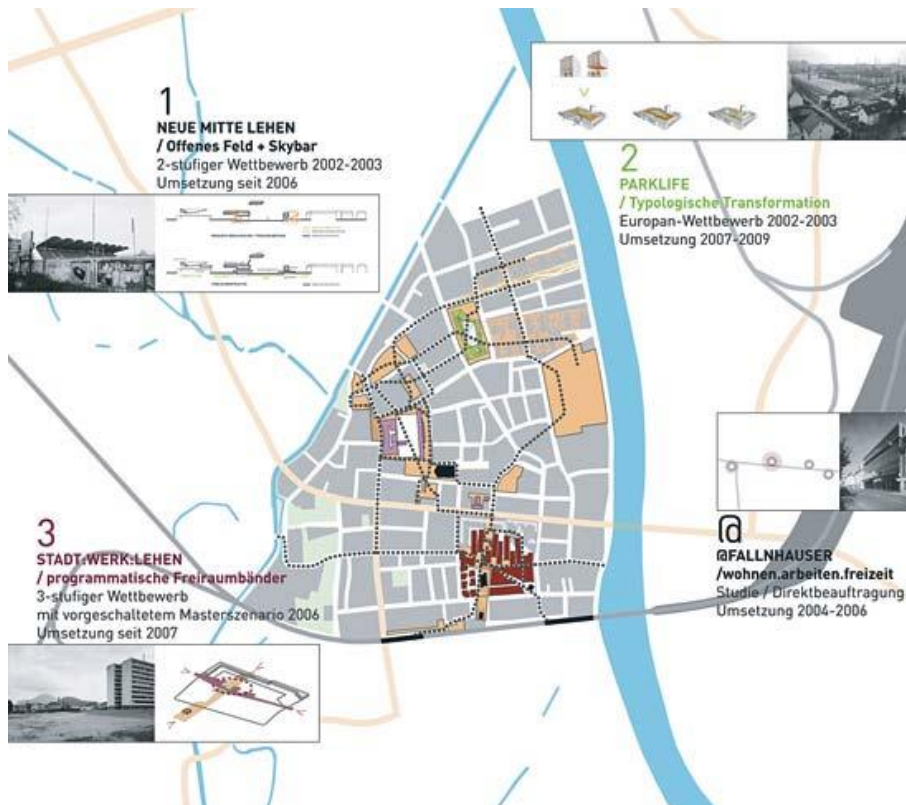 1
NEUE MITTE LEHEN
/ Offenes Feld + Skybar
2-stufiger Wettbewerb 2002-2003
Umsetzung seit 2006
2
PARKLIFE
/ Typologische Transformation
Europan-Wettbewerb 2002-2003
Umsetzung 2007-2009
3
STADT:WERK:LEHEN
/ programmatische Freiraumbänder
3-stufiger Wettbewerb
mit vorgeschaltetem Masterszenario 2006
Umsetzung seit 2007
@
@FALLNHAUSER
/wohnen.arbeiten.freizeit
Studie / Direktbeauftragung
Umsetzung 2004-2006